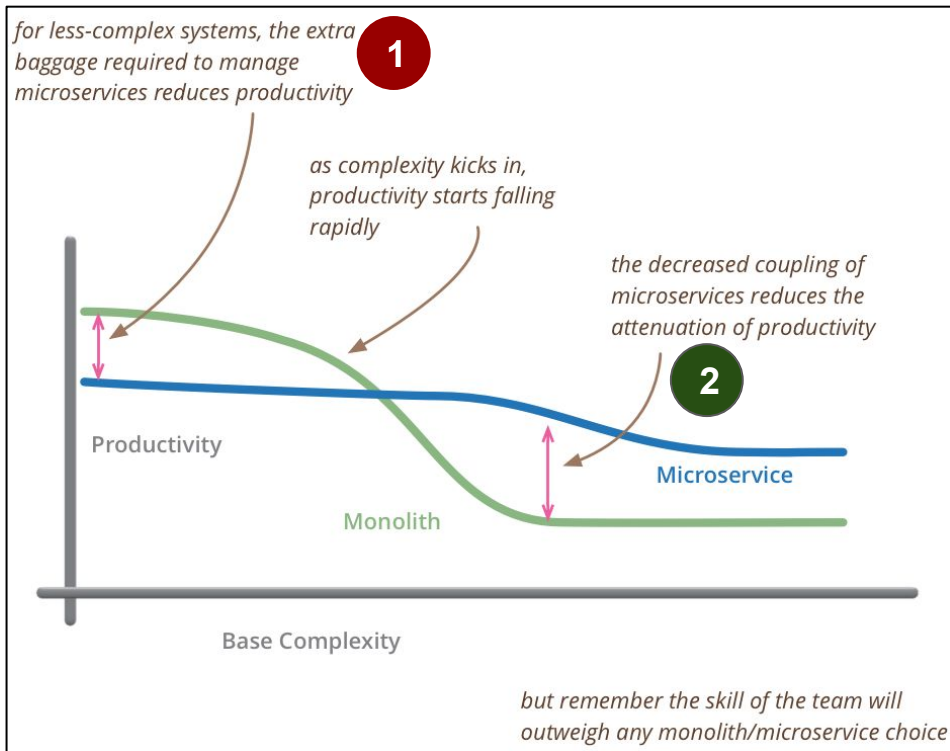 for less-complex systems, the extra
baggage required to manage
microservices reduces productivity
1
as complexity kicks in,
productivity starts falling
rapidly
the decreased coupling of
microservices reduces the
attenuation of productivity
2
Productivity
Microservice
Monolith
Base Complexity
but remember the skill of the team will
outweigh any monolith/microservice choice